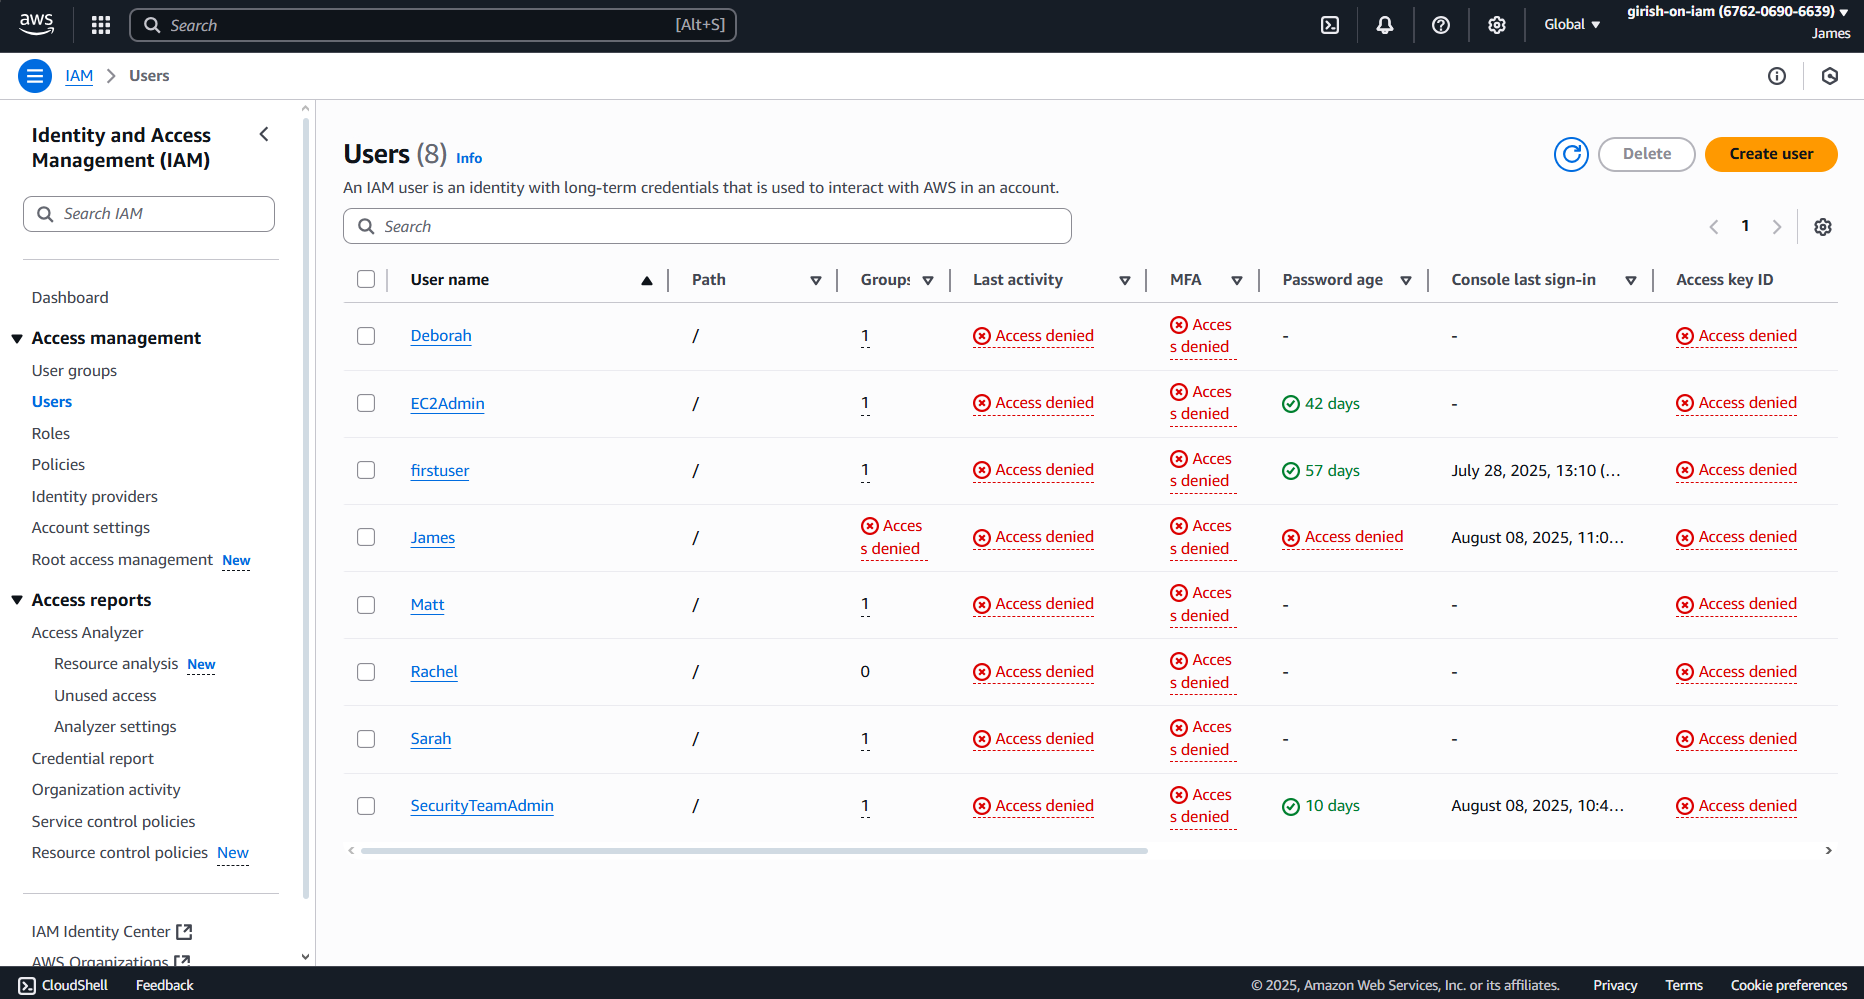 aws
Search [Alt+S]
Global
girish-on-iam (6762-0690-6639)
James
IAM > Users
Identity and Access
Management (IAM)
Search IAM
Dashboard
Access management
User groups
Users
Roles
Policies
Identity providers
Account settings
Root access management New
Access reports
Access Analyzer
Resource analysis New
Unused access
Analyzer settings
Credential report
Organization activity
Service control policies
Resource control policies New
IAM Identity Center
AWS Organizations
Users (8) Info
Delete
Create user
An IAM user is an identity with long-term credentials that is used to interact with AWS in an account.
Search
1
User name Path Groups Last activity MFA Password age Console last sign-in Access key ID
Deborah / 1 Access denied Acces - - Access denied
s denied
EC2Admin / 1 Access denied Acces 42 days - Access denied
s denied
firstuser / 1 Access denied Acces 57 days July 28, 2025, 13:10 (... Access denied
s denied
James / Acces Access denied Acces Access denied August 08, 2025, 11:0... Access denied
s denied s denied
Matt / 1 Access denied Acces - - Access denied
s denied
Rachel / 0 Access denied Acces - - Access denied
s denied
Sarah / 1 Access denied Acces - - Access denied
s denied
SecurityTeamAdmin / 1 Access denied Acces 10 days August 08, 2025, 10:4... Access denied
s denied
CloudShell Feedback © 2025, Amazon Web Services, Inc. or its affiliates. Privacy Terms Cookie preferences